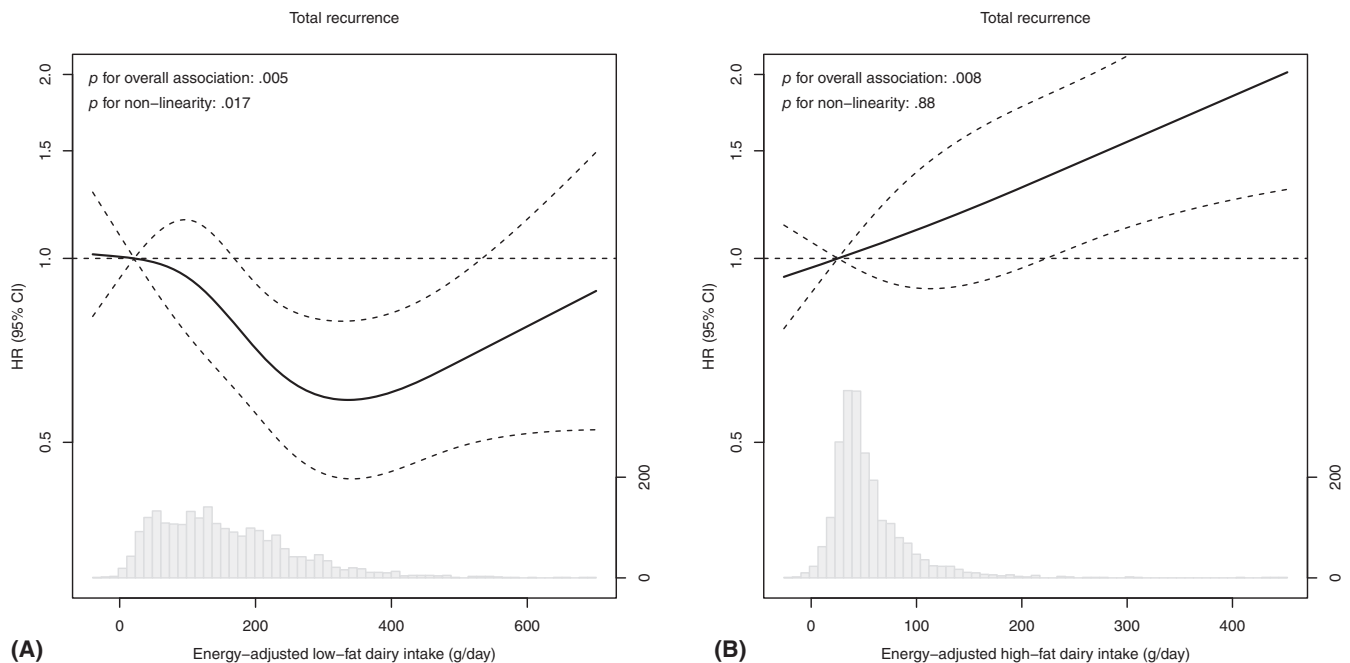 Total recurrence
p for overall association: .005
p for non−linearity: .017
2.0
1.5
1.0
0.5
HR (95% CI)
200
0
0
200
400
600
Energy−adjusted low−fat dairy intake (g/day)
(A)
Total recurrence
p for overall association: .008
p for non−linearity: .88
2.0
1.5
1.0
0.5
HR (95% CI)
200
0
0
100
200
300
400
Energy−adjusted high−fat dairy intake (g/day)
(B)